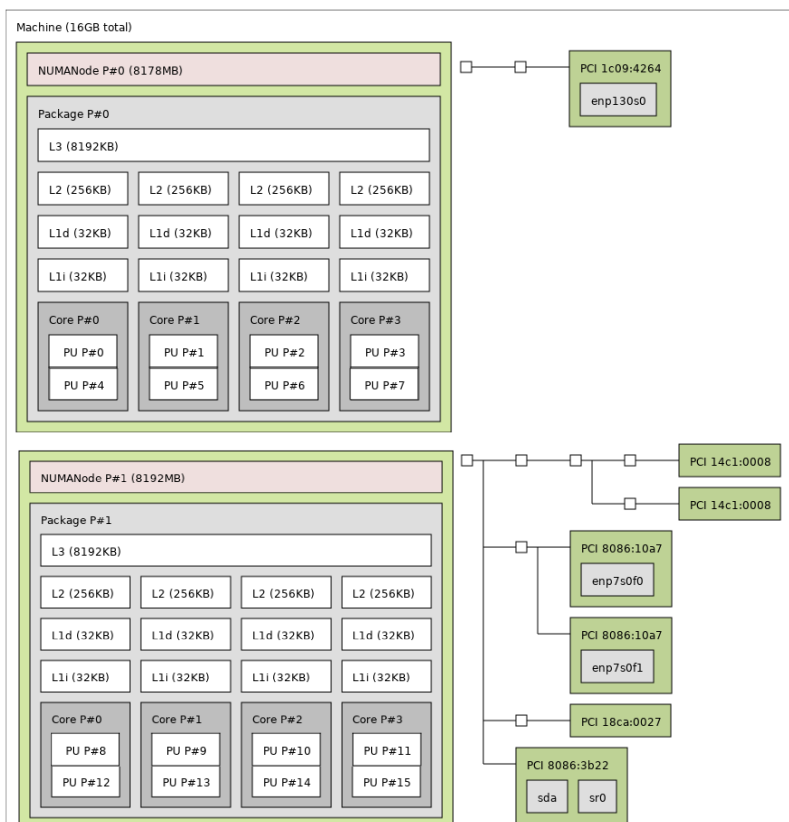 Machine (16GB total)
NUMANode P#0 (8178MB)
PCI 1c09:4264
enp130s0
Package P#0
L3 (8192KB)
L2 (256KB) L2 (256KB) L2 (256KB) L2 (256KB)
L1d (32KB) L1d (32KB) L1d (32KB) L1d (32KB)
L1i (32KB) L1i (32KB) L1i (32KB) L1i (32KB)
Core P#0 Core P#1 Core P#2 Core P#3
PU P#0 PU P#1 PU P#2 PU P#3
PU P#4 PU P#5 PU P#6 PU P#7
NUMANode P#1 (8192MB)
Package P#1
L3 (8192KB)
L2 (256KB) L2 (256KB) L2 (256KB) L2 (256KB)
L1d (32KB) L1d (32KB) L1d (32KB) L1d (32KB)
L1i (32KB) L1i (32KB) L1i (32KB) L1i (32KB)
Core P#0 Core P#1 Core P#2 Core P#3
PU P#8 PU P#9 PU P#10 PU P#11
PU P#12 PU P#13 PU P#14 PU P#15
PCI 14c1:0008
PCI 14c1:0008
PCI 8086:10a7
enp7s0f0
PCI 8086:10a7
enp7s0f1
PCI 18ca:0027
PCI 8086:3b22
sda sr0